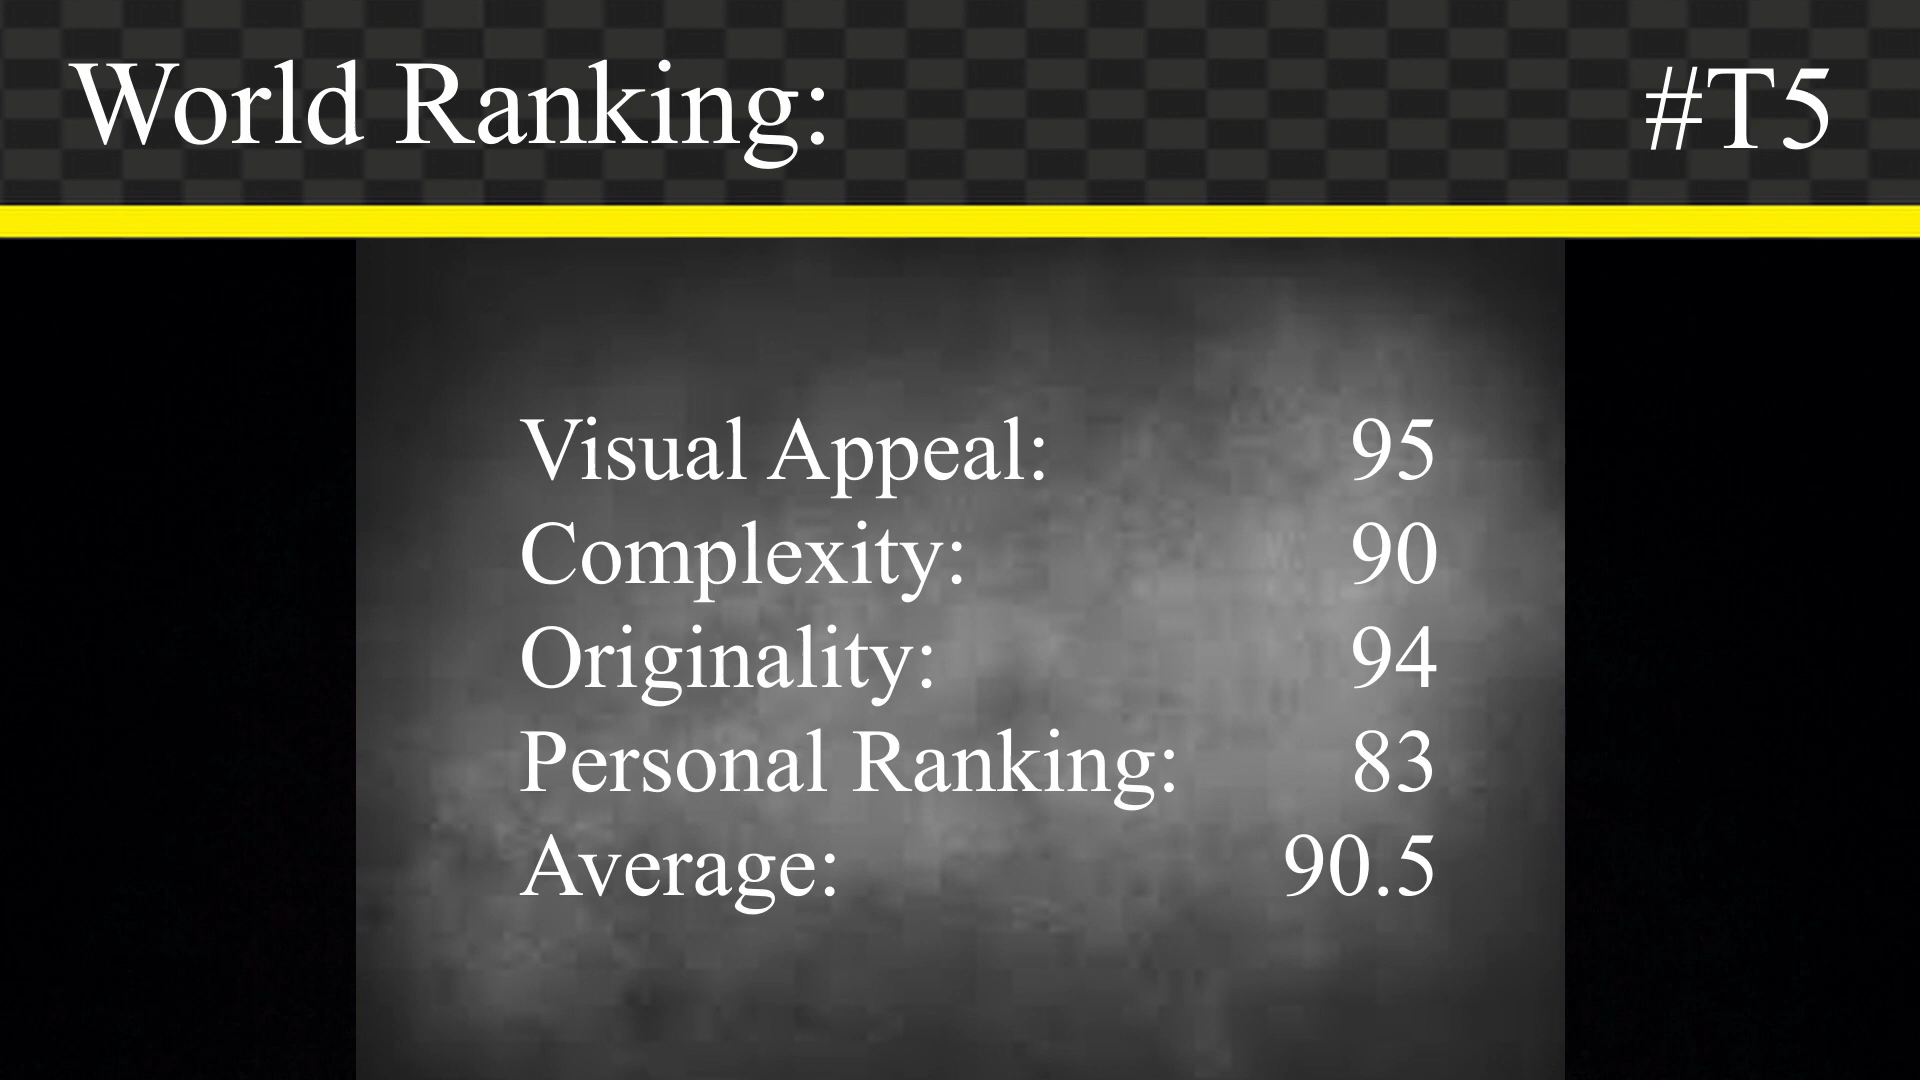 World Ranking: #T5
Visual Appeal: 95
Complexity: 90
Originality: 94
Personal Ranking: 83
Average: 90.5